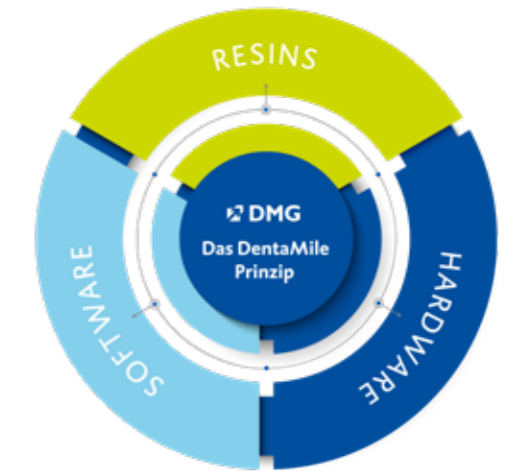 RESINS
DMG
Das DentaMile
Prinzip
SOFTWARE
HARDWARE